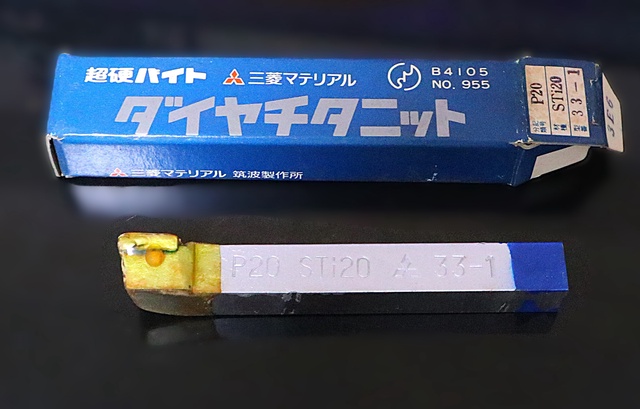 超硬バイト 三菱マテリアル B4105
NO. 955
ダイヤチタニット
三菱マテリアル 筑波製作所
P20
STi20
33-1
P20 STi20 33-1